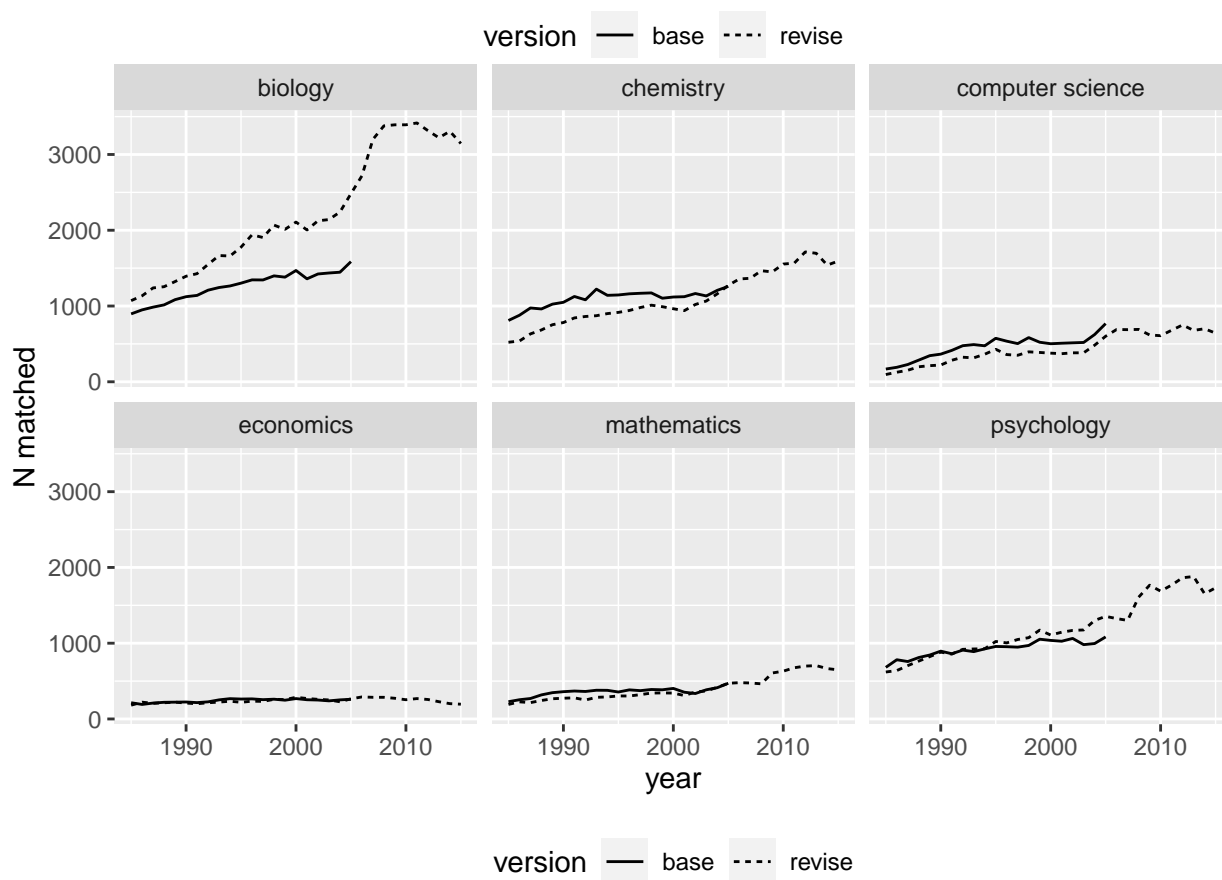 version base revise
biology chemistry computer science
3000
2000
1000
0
economics mathematics psychology
3000
2000
1000
0
N matched
1990 2000 2010 1990 2000 2010 1990 2000 2010
year
version base revise